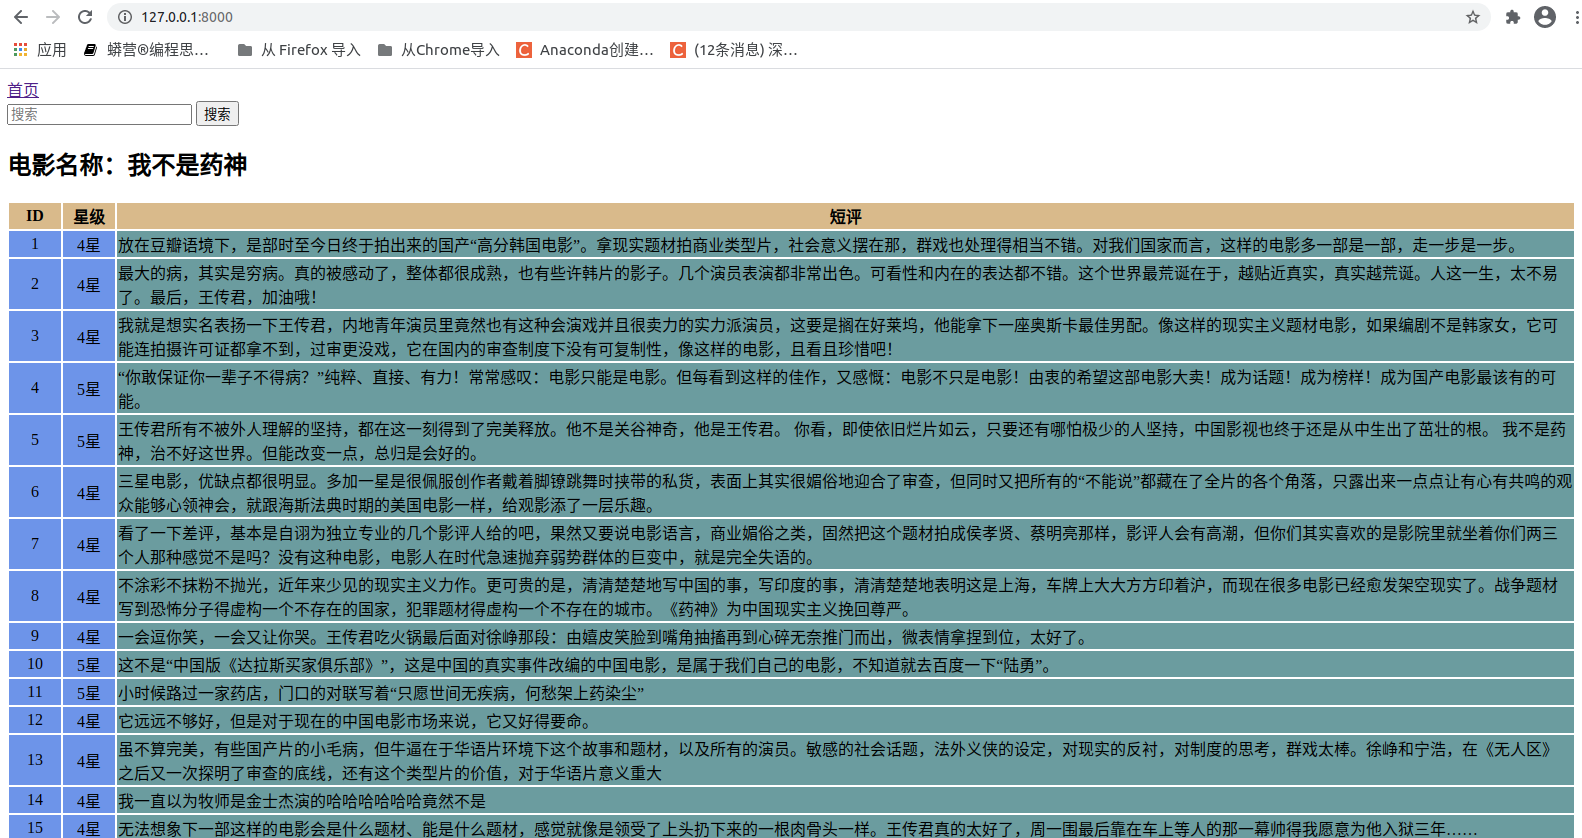 127.0.0.1:8000
应用 蟒营®编程思… 从 Firefox 导入 从Chrome导入 Anaconda创建… (12条消息) 深…
首页
搜索 搜索
电影名称：我不是药神
ID 星级 短评
1 4星 放在豆瓣语境下，是部时至今日终于拍出来的国产“高分韩国电影”。拿现实题材拍商业类型片，社会意义摆在那，群戏也处理得相当不错。对我们国家而言，这样的电影多一部是一部，走一步是一步。
2 4星 最大的病，其实是穷病。真的被感动了，整体都很成熟，也有些许韩片的影子。几个演员表演都非常出色。可看性和内在的表达都不错。这个世界最荒诞在于，越贴近真实，真实越荒诞。人这一生，太不易
了。最后，王传君，加油哦！
3 4星 我就是想实名表扬一下王传君，内地青年演员里竟然也有这种会演戏并且很卖力的实力派演员，这要是搁在好莱坞，他能拿下一座奥斯卡最佳男配。像这样的现实主义题材电影，如果编剧不是韩家女，它可
能连拍摄许可证都拿不到，过审更没戏，它在国内的审查制度下没有可复制性，像这样的电影，且看且珍惜吧！
4 5星 “你敢保证你一辈子不得病？”纯粹、直接、有力！常常感叹：电影只能是电影。但每看到这样的佳作，又感慨：电影不只是电影！由衷的希望这部电影大卖！成为话题！成为榜样！成为国产电影最该有的可
能。
5 5星 王传君所有不被外人理解的坚持，都在这一刻得到了完美释放。他不是关谷神奇，他是王传君。 你看，即使依旧烂片如云，只要还有哪怕极少的人坚持，中国影视也终于还是从中生出了茁壮的根。 我不是药
神，治不好这世界。但能改变一点，总归是会好的。
6 4星 三星电影，优缺点都很明显。多加一星是很佩服创作者戴着脚镣跳舞时挟带的私货，表面上其实很媚俗地迎合了审查，但同时又把所有的“不能说”都藏在了全片的各个角落，只露出来一点点让有心有共鸣的观
众能够心领神会，就跟海斯法典时期的美国电影一样，给观影添了一层乐趣。
7 4星 看了一下差评，基本是自诩为独立专业的几个影评人给的吧，果然又要说电影语言，商业媚俗之类，固然把这个题材拍成侯孝贤、蔡明亮那样，影评人会有高潮，但你们其实喜欢的是影院里就坐着你们两三
个人那种感觉不是吗？没有这种电影，电影人在时代急速抛弃弱势群体的巨变中，就是完全失语的。
8 4星 不涂彩不抹粉不抛光，近年来少见的现实主义力作。更可贵的是，清清楚楚地写中国的事，写印度的事，清清楚楚地表明这是上海，车牌上大大方方印着沪，而现在很多电影已经愈发架空现实了。战争题材
写到恐怖分子得虚构一个不存在的国家，犯罪题材得虚构一个不存在的城市。《药神》为中国现实主义挽回尊严。
9 4星 一会逗你笑，一会又让你哭。王传君吃火锅最后面对徐峥那段：由嬉皮笑脸到嘴角抽搐再到心碎无奈推门而出，微表情拿捏到位，太好了。
10 5星 这不是“中国版《达拉斯买家俱乐部》”，这是中国的真实事件改编的中国电影，是属于我们自己的电影，不知道就去百度一下“陆勇”。
11 5星 小时候路过一家药店，门口的对联写着“只愿世间无疾病，何愁架上药染尘”
12 4星 它远远不够好，但是对于现在的中国电影市场来说，它又好得要命。
13 4星 虽不算完美，有些国产片的小毛病，但牛逼在于华语片环境下这个故事和题材，以及所有的演员。敏感的社会话题，法外义侠的设定，对现实的反衬，对制度的思考，群戏太棒。徐峥和宁浩，在《无人区》
之后又一次探明了审查的底线，还有这个类型片的价值，对于华语片意义重大
14 4星 我一直以为牧师是金士杰演的哈哈哈哈哈哈竟然不是
15 4星 无法想象下一部这样的电影会是什么题材、能是什么题材，感觉就像是领受了上头扔下来的一根肉骨头一样。王传君真的太好了，周一围最后靠在车上等人的那一幕帅得我愿意为他入狱三年……